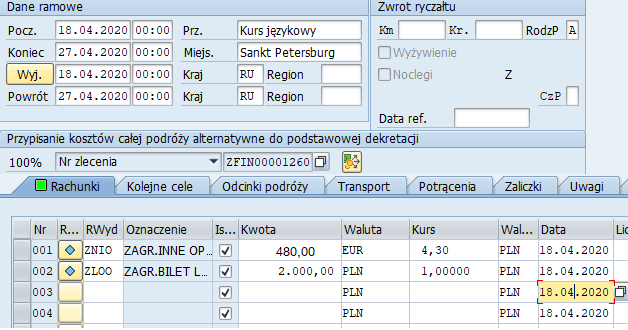 Dane ramowe
Zwrot ryczałtu
Pocz. 18.04.2020 00:00 Prz. Kurs językowy
Km Kr. RodzP A
Koniec 27.04.2020 00:00 Miejs. Sankt Petersburg
Wyżywienie
Wyj. 18.04.2020 00:00 Kraj RU Region
Noclegi Z
Powrót 27.04.2020 00:00 Kraj RU Region
CzP
Data ref.
Przypisanie kosztów całej podróży alternatywne do podstawowej dekretacji
100% Nr zlecenia ZFIN00001260
Rachunki Kolejne cele Odcinki podróży Transport Potrącenia Zaliczki Uwagi
Nr R... RWyd Oznaczenie Is... Kwota Waluta Kurs Wal... Data Lic
001 ZNIO ZAGR.INNE OP... 480,00 EUR 4,30 PLN 18.04.2020
002 ZLOO ZAGR.BILET L... 2.000,00 PLN 1,00000 PLN 18.04.2020
003 PLN PLN 18.04.2020
004 PLN PLN 18.04.2020